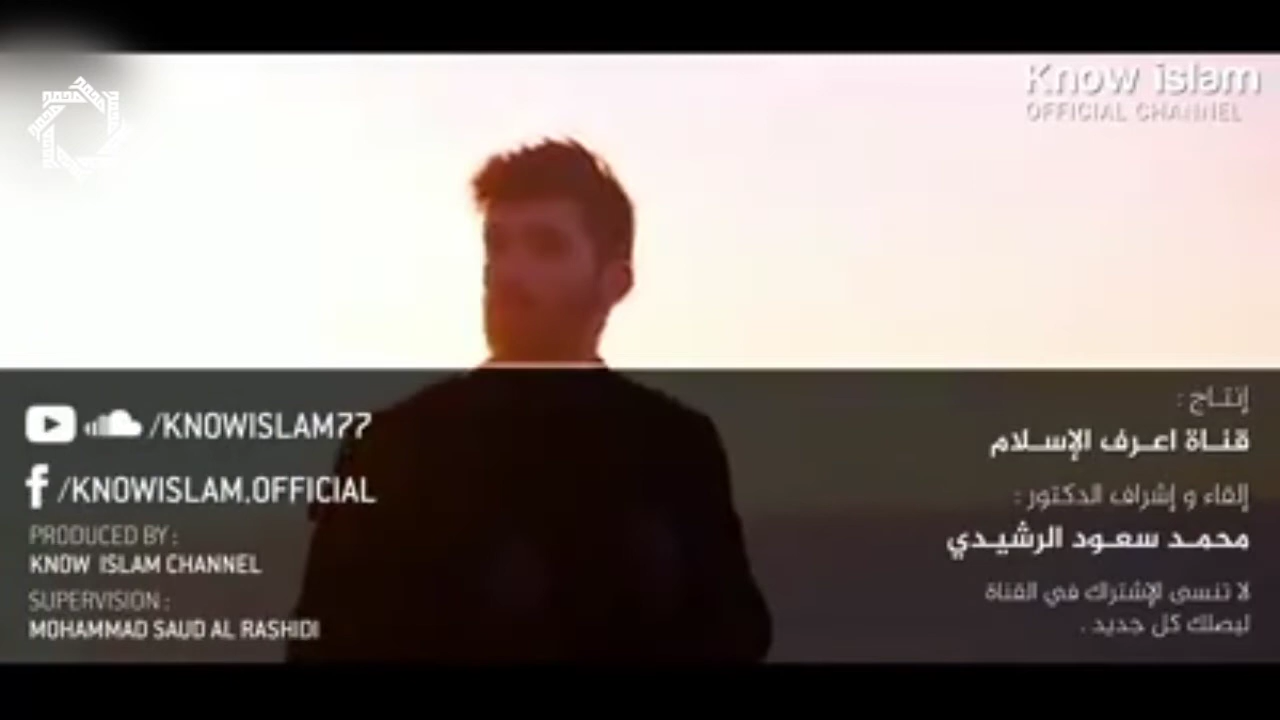 Know islam
OFFICIAL CHANNEL
/KNOWISLAM77
/KNOWISLAM.OFFICIAL
PRODUCED BY :
KNOW ISLAM CHANNEL
SUPERVISION :
MOHAMMAD SAUD AL RASHIDI
إنتاج :
قناة اعرف الإسلام
إلقاء و إشراف الدكتور :
محمد سعود الرشيدي
لا تنسى الإشتراك في القناة
ليصلك كل جديد .